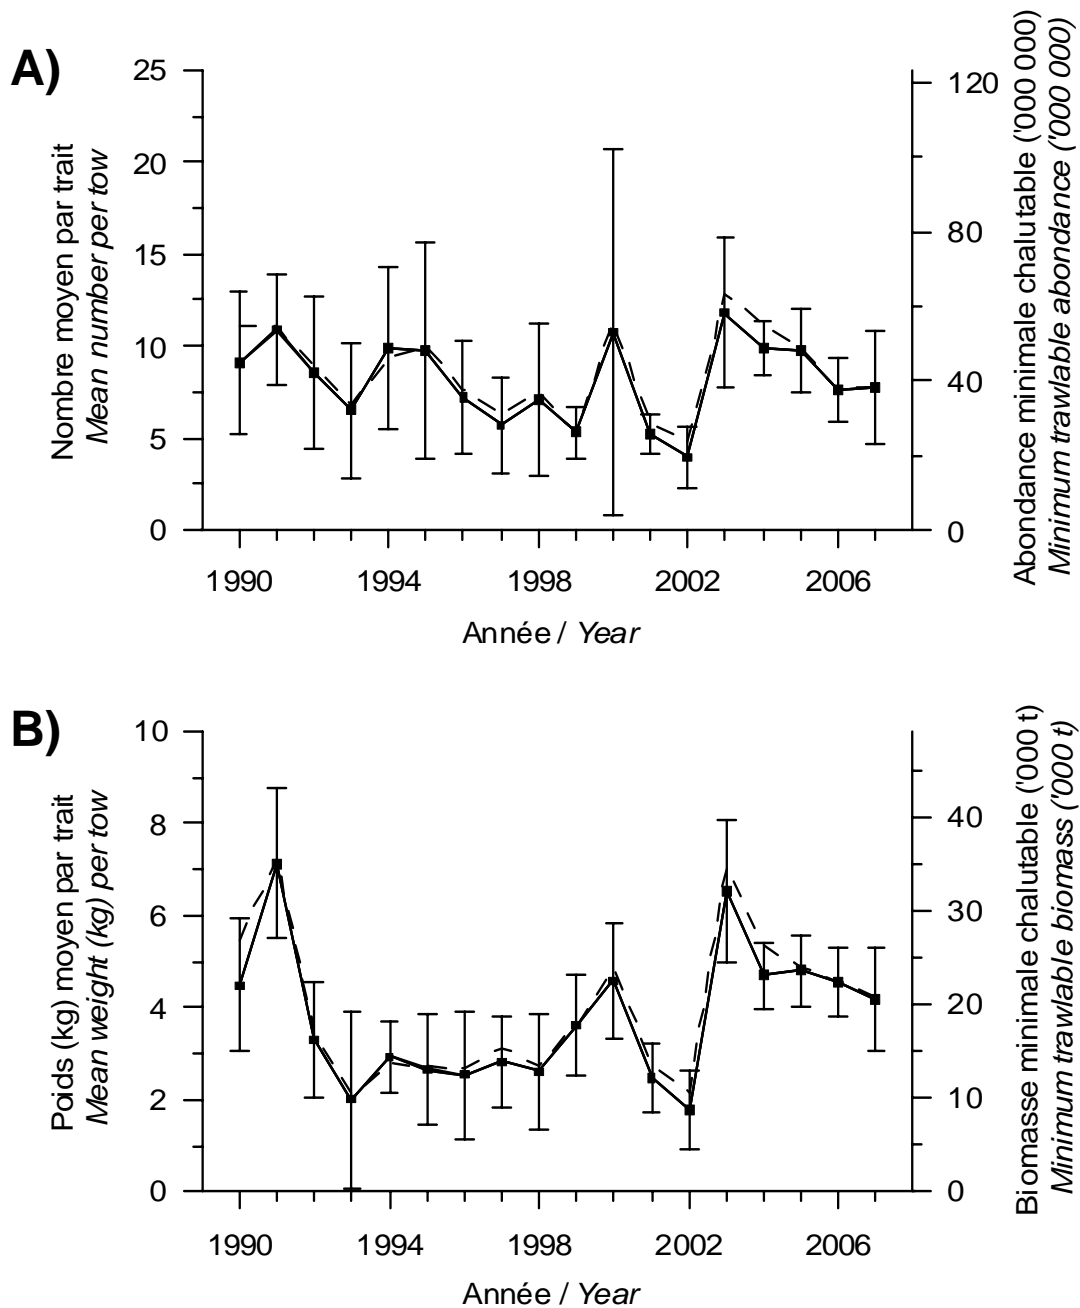 A)
Nombre moyen par trait
Mean number per tow
25
20
15
10
5
0
120
80
40
0
Abondance minimale chalutable ('000 000)
Minimum trawlable abondance ('000 000)
1990 1994 1998 2002 2006
Année / Year
B)
Poids (kg) moyen par trait
Mean weight (kg) per tow
10
8
6
4
2
0
40
30
20
10
0
Biomasse minimale chalutable ('000 t)
Minimum trawlable biomass ('000 t)
1990 1994 1998 2002 2006
Année / Year